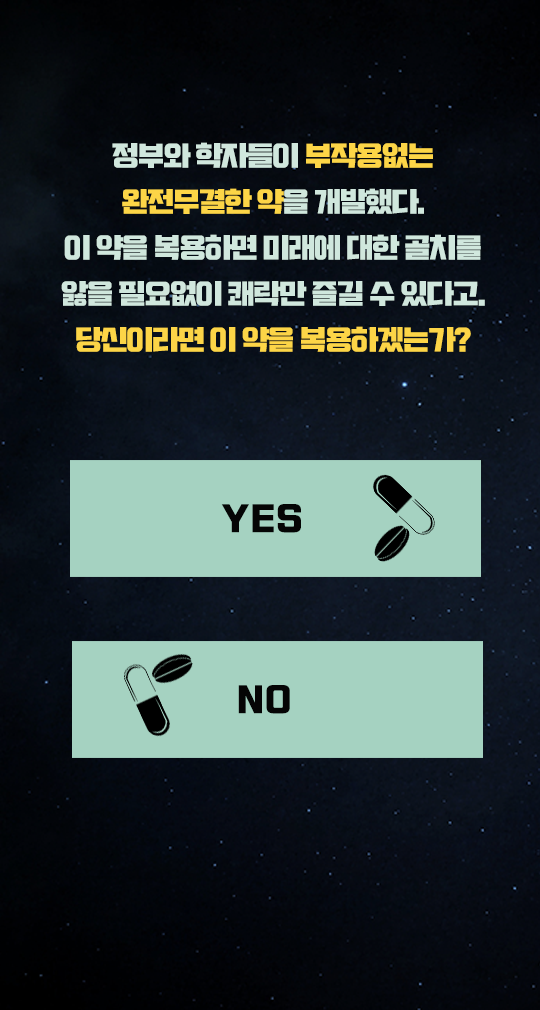 정부와 학자들이 부작용없는
완전무결한 약을 개발했다.
이 약을 복용하면 미래에 대한 골치를
앓을 필요없이 쾌락만 즐길 수 있다고.
당신이라면 이 약을 복용하겠는가?
YES
NO